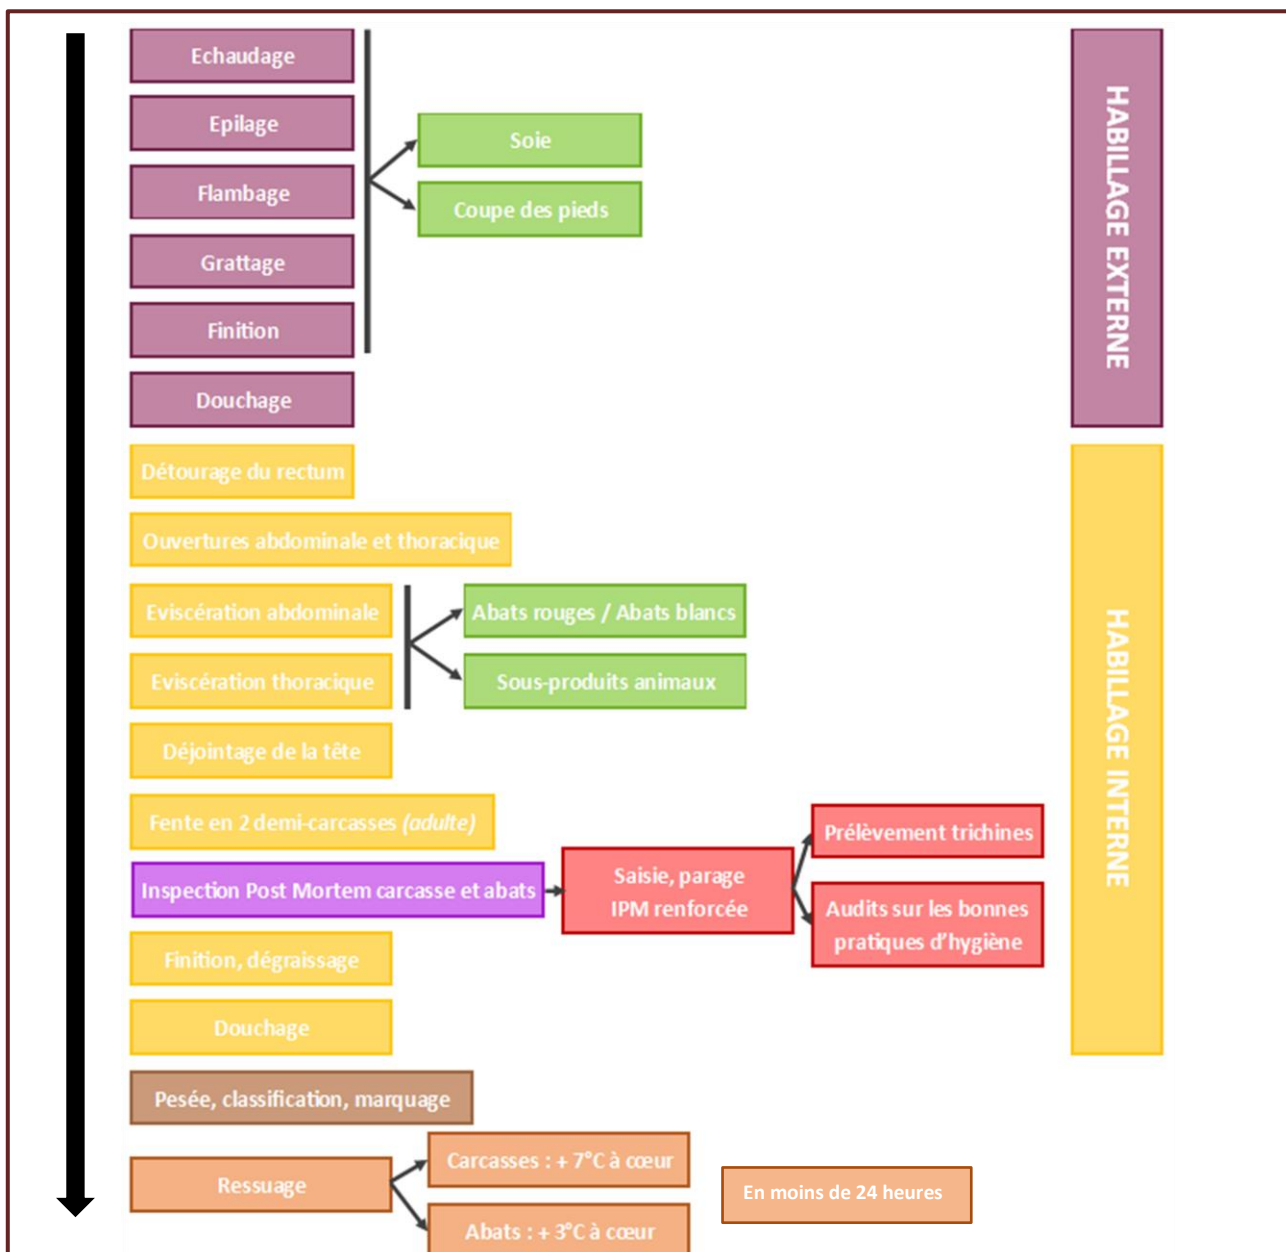 Echaudage
Epilage
Flambage
Grattage
Finition
Douchage
Soie
Coupe des pieds
HABILLAGE EXTERNE
Détourage du rectum
Ouvertures abdominale et thoracique
Eviscération abdominale
Eviscération thoracique
Abats rouges / Abats blancs
Sous-produits animaux
Déjointage de la tête
Fente en 2 demi-carcasses (adulte)
Inspection Post Mortem carcasse et abats
Saisie, parage
IPM renforcée
Prélèvement trichines
Audits sur les bonnes
pratiques d'hygiène
Finition, dégraissage
Douchage
HABILLAGE INTERNE
Pesée, classification, marquage
Ressuage
Carcasses : + 7°C à cœur
Abats : + 3°C à cœur
En moins de 24 heures